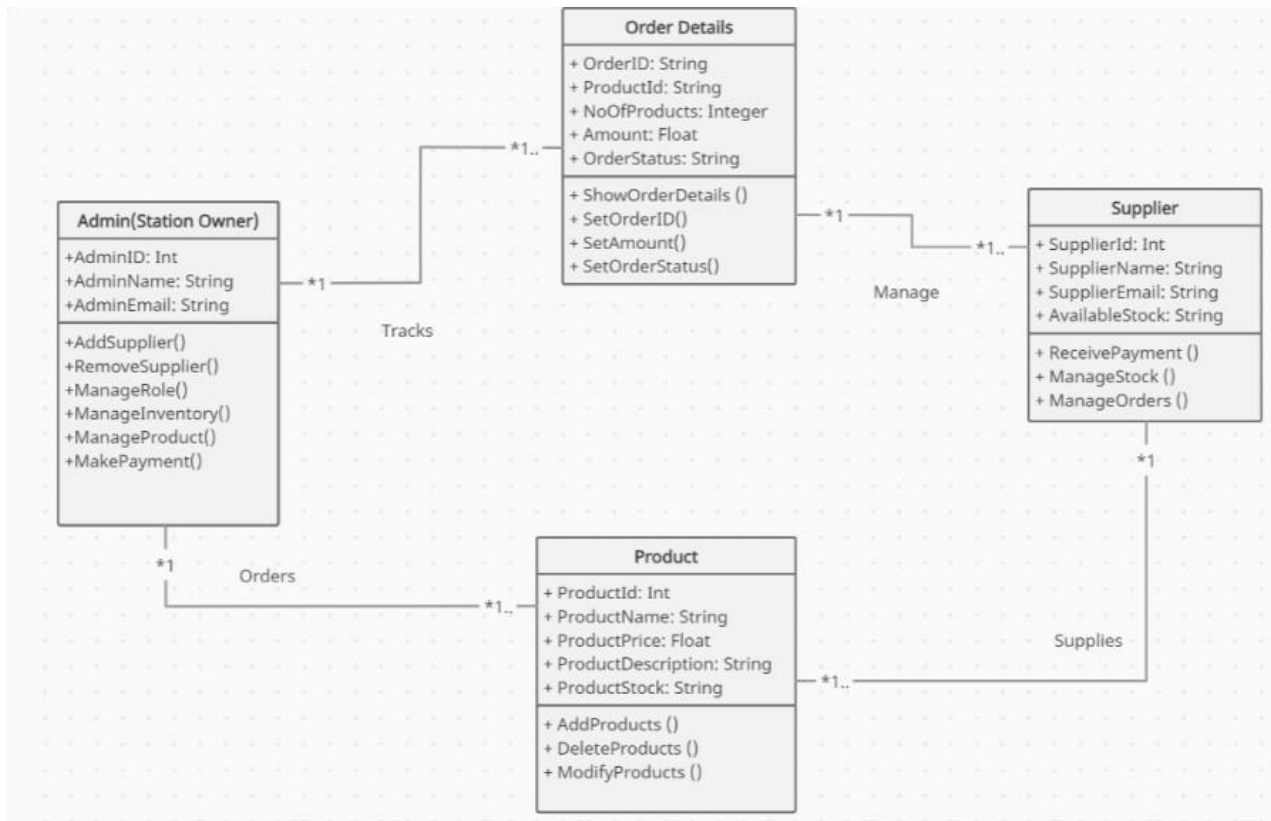 Order Details
+ OrderID: String
+ ProductId: String
+ NoOfProducts: Integer
+ Amount: Float
+ OrderStatus: String
+ ShowOrderDetails ()
+ SetOrderID()
+ SetAmount()
+ SetOrderStatus()
*1..
*1
Admin(Station Owner)
+AdminID: Int
+AdminName: String
+AdminEmail: String
+AddSupplier()
+RemoveSupplier()
+ManageRole()
+ManageInventory()
+ManageProduct()
+MakePayment()
*1
Tracks
*1..
Manage
Supplier
+ SupplierId: Int
+ SupplierName: String
+ SupplierEmail: String
+ AvailableStock: String
+ ReceivePayment ()
+ ManageStock ()
+ ManageOrders ()
*1
*1
Orders
*1..
Product
+ ProductId: Int
+ ProductName: String
+ ProductPrice: Float
+ ProductDescription: String
+ ProductStock: String
+ AddProducts ()
+ DeleteProducts ()
+ ModifyProducts ()
Supplies
*1..